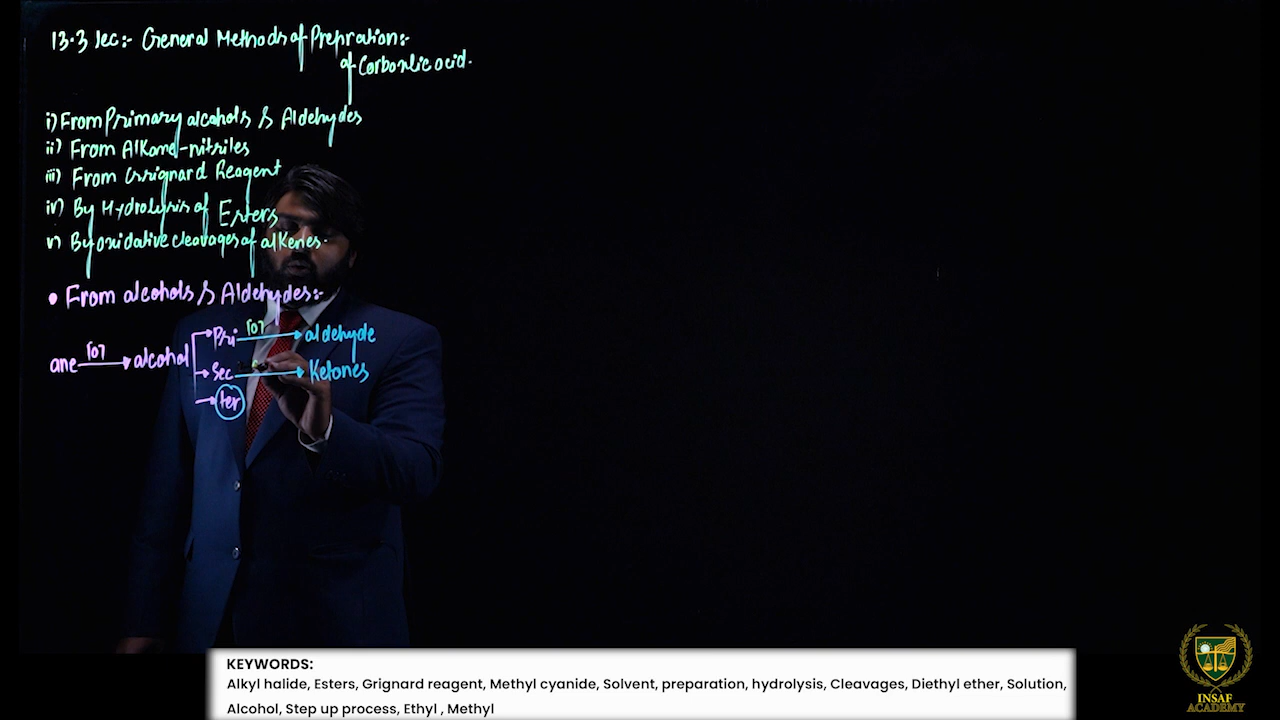 13.3 lec:- General Methods of Prepration:-
of Carboxlic acid.
i) From Primary alcohols & Aldehydes
ii) From Alkane-nitriles
iii) From Grignard Reagent
iv) By Hydrolysis of Esters
v) By oxidative cleavages of alkenes.
• From alcohols & Aldehydes:-
ane [O] alcohol Pri [O] aldehyde
Sec Ketones
ter
KEYWORDS:
Alkyl halide, Esters, Grignard reagent, Methyl cyanide, Solvent, preparation, hydrolysis, Cleavages, Diethyl ether, Solution,
Alcohol, Step up process, Ethyl , Methyl
INSAF
ACADEMY